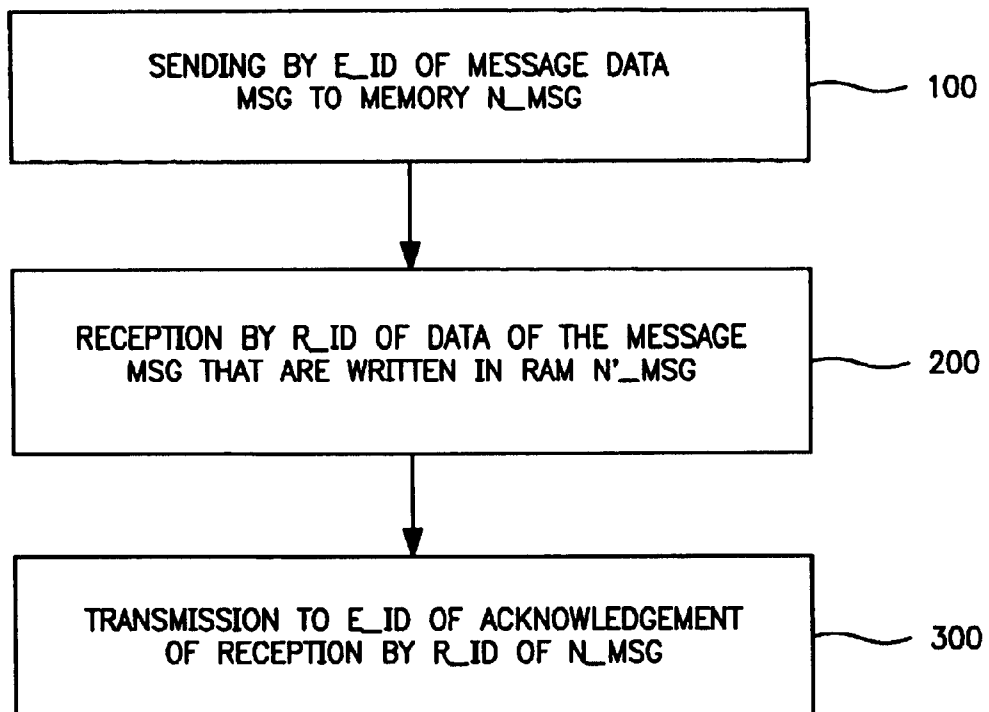 SENDING BY E_ID OF MESSAGE DATA
MSG TO MEMORY N_MSG
100
RECEPTION BY R_ID OF DATA OF THE MESSAGE
MSG THAT ARE WRITTEN IN RAM N'_MSG
200
TRANSMISSION TO E_ID OF ACKNOWLEDGEMENT
OF RECEPTION BY R_ID OF N_MSG
300